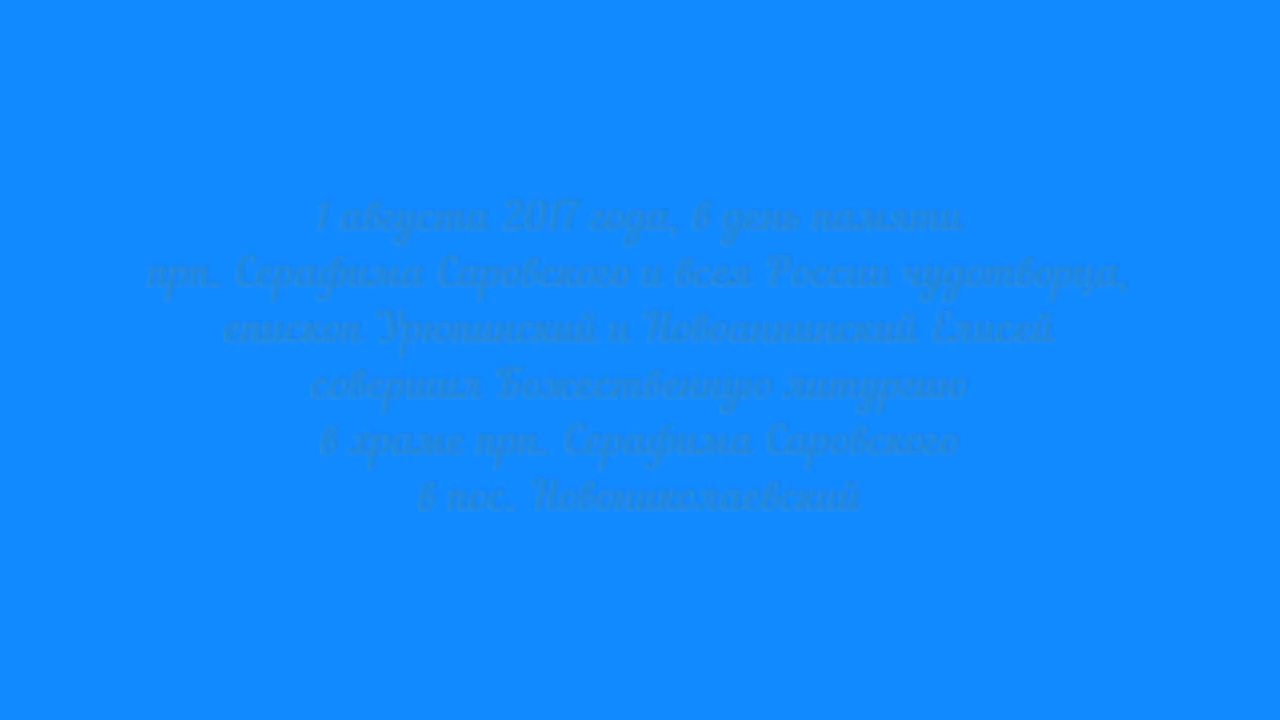 1 августа 2017 года, в день памяти
прп. Серафима Саровского и всея России чудотворца,
епископ Урюпинский и Новоаннинский Елисей
совершил Божественную литургию
в храме прп. Серафима Саровского
в пос. Новониколаевский